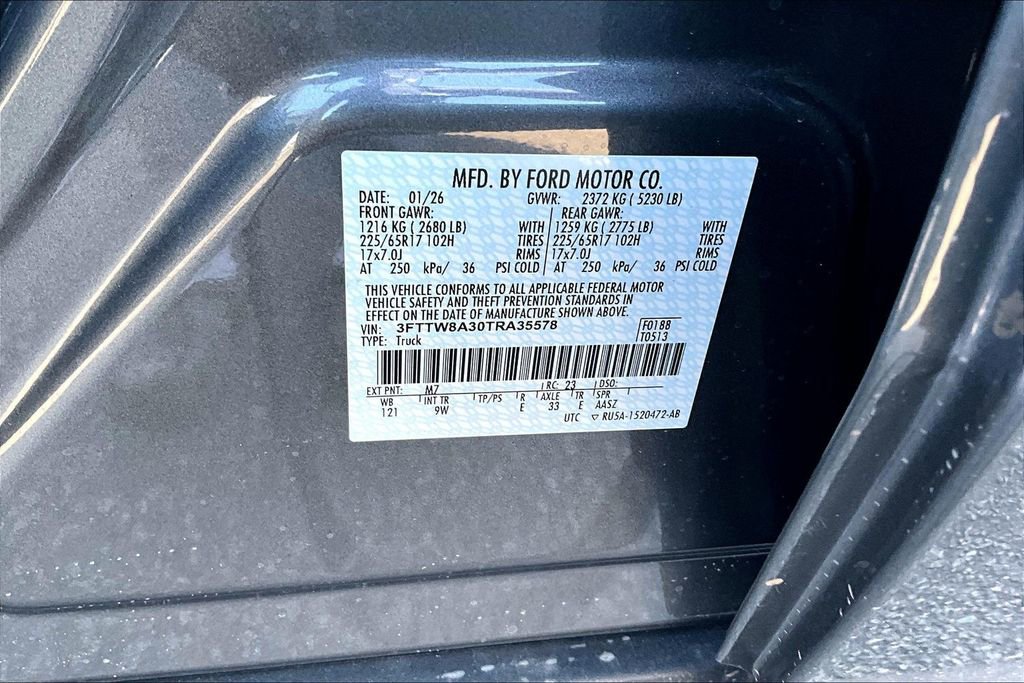 MFD. BY FORD MOTOR CO.
DATE: 01/26 GVWR: 2372 KG ( 5230 LB)
FRONT GAWR: REAR GAWR:
1216 KG ( 2680 LB) WITH 1259 KG ( 2775 LB) WITH
225/65R17 102H TIRES 225/65R17 102H TIRES
17x7.0J RIMS 17x7.0J RIMS
AT 250 kPa/ 36 PSI COLD AT 250 kPa/ 36 PSI COLD
THIS VEHICLE CONFORMS TO ALL APPLICABLE FEDERAL MOTOR
VEHICLE SAFETY AND THEFT PREVENTION STANDARDS IN
EFFECT ON THE DATE OF MANUFACTURE SHOWN ABOVE.
VIN: 3FTTW8A30TRA35578 F0188
TYPE: Truck T0513
EXT PNT: M7 RC: 23 DSO:
WB INT TR TP/PS R AXLE TR SPR
121 9W E 33 E AASZ
UTC ▽ RU5A-1520472-AB